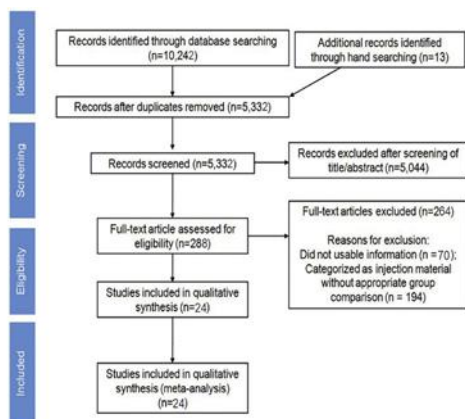 Identification
Records identified through database searching
(n=10,242)
Additional records identified
through hand searching (n=13)
Records after duplicates removed (n=5,332)
Screening
Records screened (n=5,332)
Records excluded after screening of
title/abstract (n=5,044)
Eligibility
Full-text article assessed for
eligibility (n=288)
Full-text articles excluded (n=264)
Reasons for exclusion:
Did not usable information (n = 70);
Categorized as injection material
without appropriate group
comparison (n = 194)
Studies included in qualitative
synthesis (n=24)
Included
Studies included in qualitative
synthesis (meta-analysis)
(n=24)